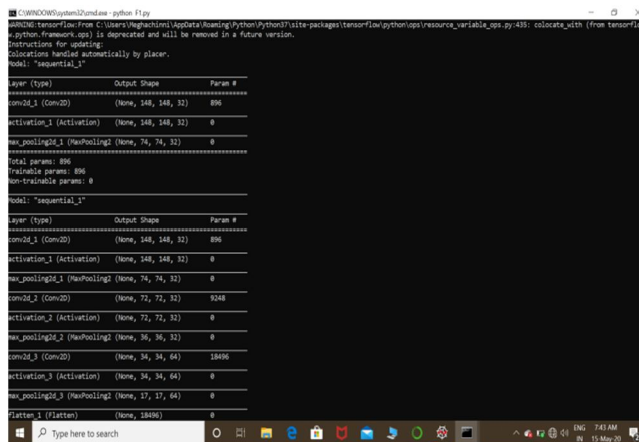 C:\WINDOWS\system32\cmd.exe - python F1.py
WARNING:tensorflow:From C:\Users\Meghachinni\AppData\Roaming\Python\Python37\site-packages\tensorflow\python\ops\resource_variable_ops.py:435: colocate_with (from tensorfl
w.python.framework.ops) is deprecated and will be removed in a future version.
Instructions for updating:
Colocations handled automatically by placer.
Model: "sequential_1"
Layer (type) Output Shape Param #
conv2d_1 (Conv2D) (None, 148, 148, 32) 896
activation_1 (Activation) (None, 148, 148, 32) 0
max_pooling2d_1 (MaxPooling2 (None, 74, 74, 32) 0
Total params: 896
Trainable params: 896
Non-trainable params: 0
Model: "sequential_1"
Layer (type) Output Shape Param #
conv2d_1 (Conv2D) (None, 148, 148, 32) 896
activation_1 (Activation) (None, 148, 148, 32) 0
max_pooling2d_1 (MaxPooling2 (None, 74, 74, 32) 0
conv2d_2 (Conv2D) (None, 72, 72, 32) 9248
activation_2 (Activation) (None, 72, 72, 32) 0
max_pooling2d_2 (MaxPooling2 (None, 36, 36, 32) 0
conv2d_3 (Conv2D) (None, 34, 34, 64) 18496
activation_3 (Activation) (None, 34, 34, 64) 0
max_pooling2d_3 (MaxPooling2 (None, 17, 17, 64) 0
flatten_1 (Flatten) (None, 18496) 0
Type here to search
ENG 7:43 AM
IN 15-May-20